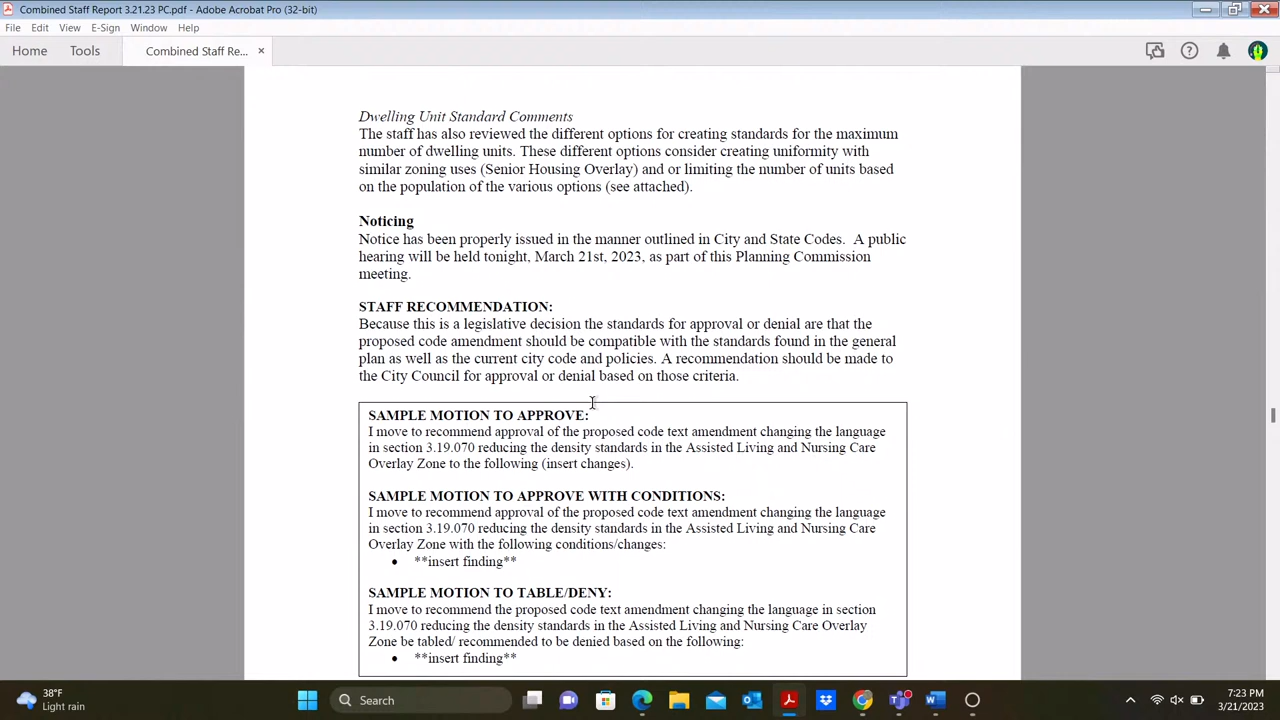 Combined Staff Report 3.21.23 PC.pdf - Adobe Acrobat Pro (32-bit)
File Edit View E-Sign Window Help
Home Tools Combined Staff Re... ×
Dwelling Unit Standard Comments
The staff has also reviewed the different options for creating standards for the maximum
number of dwelling units. These different options consider creating uniformity with
similar zoning uses (Senior Housing Overlay) and or limiting the number of units based
on the population of the various options (see attached).
Noticing
Notice has been properly issued in the manner outlined in City and State Codes. A public
hearing will be held tonight, March 21st, 2023, as part of this Planning Commission
meeting.
STAFF RECOMMENDATION:
Because this is a legislative decision the standards for approval or denial are that the
proposed code amendment should be compatible with the standards found in the general
plan as well as the current city code and policies. A recommendation should be made to
the City Council for approval or denial based on those criteria.
SAMPLE MOTION TO APPROVE:
I move to recommend approval of the proposed code text amendment changing the language
in section 3.19.070 reducing the density standards in the Assisted Living and Nursing Care
Overlay Zone to the following (insert changes).
SAMPLE MOTION TO APPROVE WITH CONDITIONS:
I move to recommend approval of the proposed code text amendment changing the language
in section 3.19.070 reducing the density standards in the Assisted Living and Nursing Care
Overlay Zone with the following conditions/changes:
• **insert finding**
SAMPLE MOTION TO TABLE/DENY:
I move to recommend the proposed code text amendment changing the language in section
3.19.070 reducing the density standards in the Assisted Living and Nursing Care Overlay
Zone be tabled/ recommended to be denied based on the following:
• **insert finding**
38°F
Light rain
Search
7:23 PM
3/21/2023